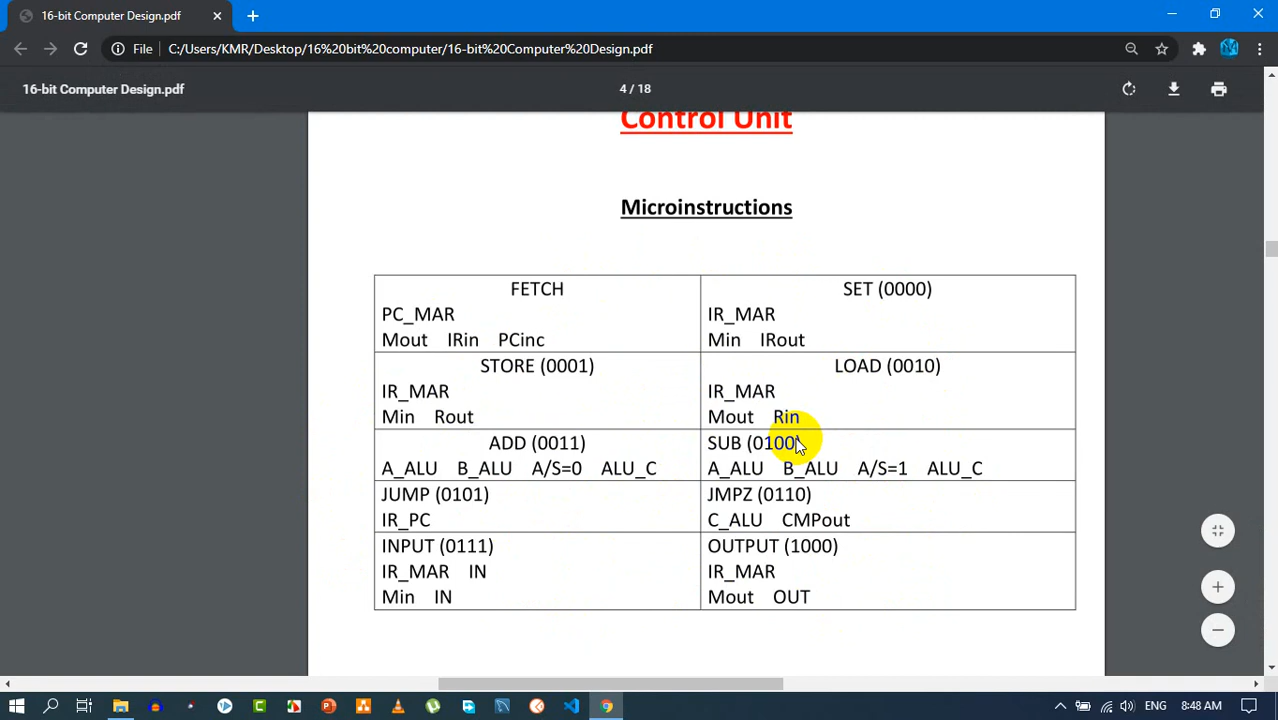 16-bit Computer Design.pdf
File C:/Users/KMR/Desktop/16%20bit%20computer/16-bit%20Computer%20Design.pdf
16-bit Computer Design.pdf
4 / 18
Control Unit
Microinstructions
FETCH
PC_MAR
Mout IRin PCinc
SET (0000)
IR_MAR
Min IRout
STORE (0001)
IR_MAR
Min Rout
LOAD (0010)
IR_MAR
Mout Rin
ADD (0011)
A_ALU B_ALU A/S=0 ALU_C
SUB (0100)
A_ALU B_ALU A/S=1 ALU_C
JUMP (0101)
IR_PC
JMPZ (0110)
C_ALU CMPout
INPUT (0111)
IR_MAR IN
Min IN
OUTPUT (1000)
IR_MAR
Mout OUT
ENG 8:48 AM